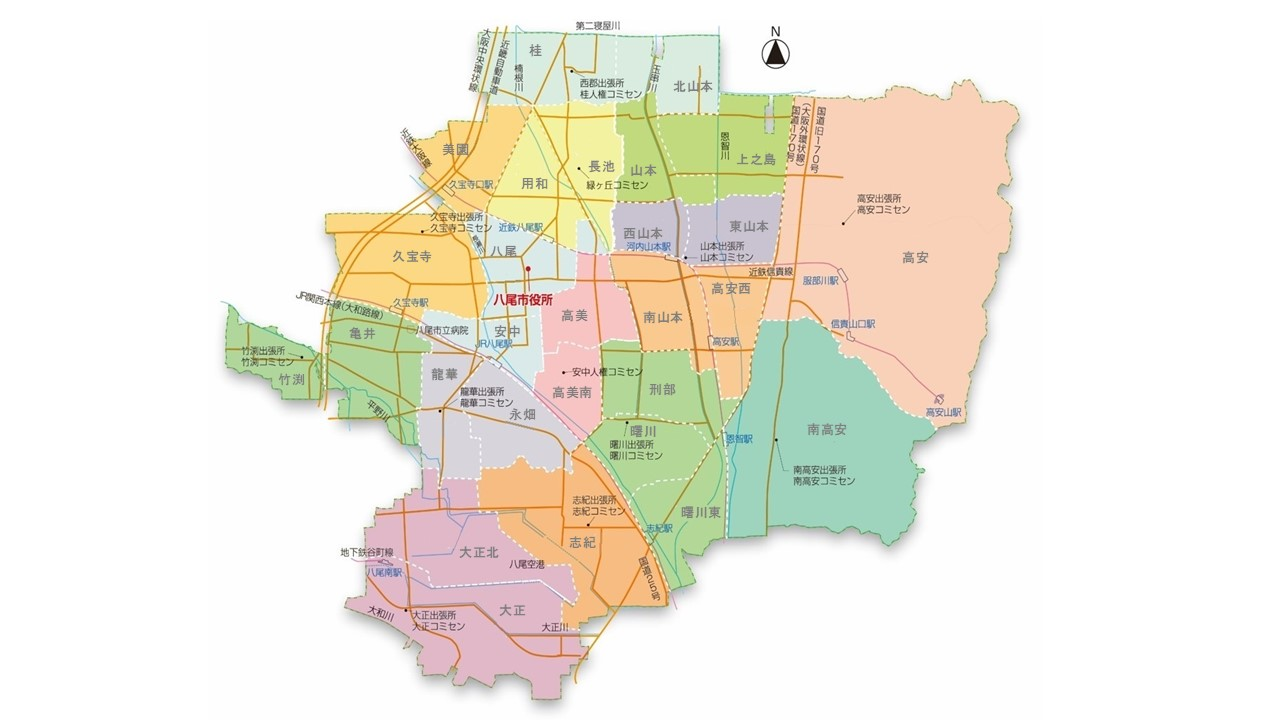 第二寝屋川
N
大阪中央環状線
近畿自動車道
楠根川
桂
西郡出張所
桂人権コミセン
玉串川
北山本
近鉄大阪線
美園
久宝寺口駅
用和
長池
緑ヶ丘コミセン
山本
恩智川
上之島
国道170号
(大阪外環状線)
国道旧170号
高安出張所
高安コミセン
高安
久宝寺出張所
久宝寺コミセン
近鉄八尾駅
久宝寺
八尾
西山本
河内山本駅
東山本
山本出張所
山本コミセン
近鉄信貴線
服部川駅
高安西
八尾市役所
JR関西本線(大和路線)
久宝寺駅
八尾市立病院
安中
JR八尾駅
高美
南山本
高安駅
信貴山口駅
亀井
竹渕出張所
竹渕コミセン
竹渕
龍華
龍華出張所
龍華コミセン
永畑
安中人権コミセン
高美南
刑部
高安山駅
平野川
曙川
曙川出張所
曙川コミセン
恩智駅
南高安
南高安出張所
南高安コミセン
志紀出張所
志紀コミセン
志紀
志紀駅
曙川東
国道25号
地下鉄谷町線
八尾南駅
大正北
八尾空港
大和川
大正出張所
大正コミセン
大正
大正川